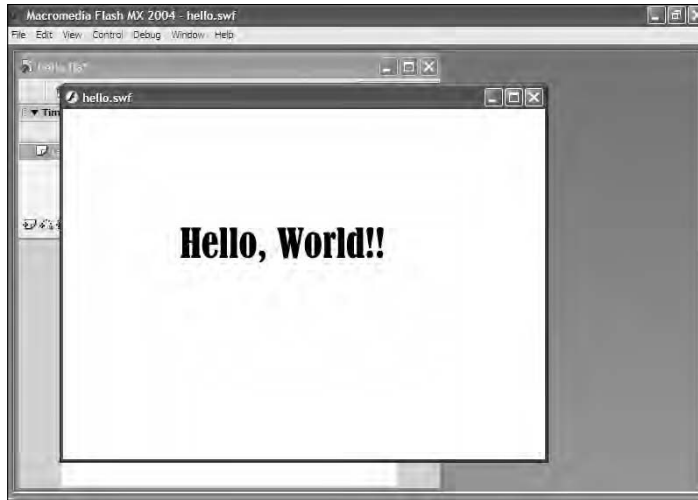 Macromedia Flash MX 2004 - hello.swf
File Edit View Control Debug Window Help
hello.swf
Hello, World!!